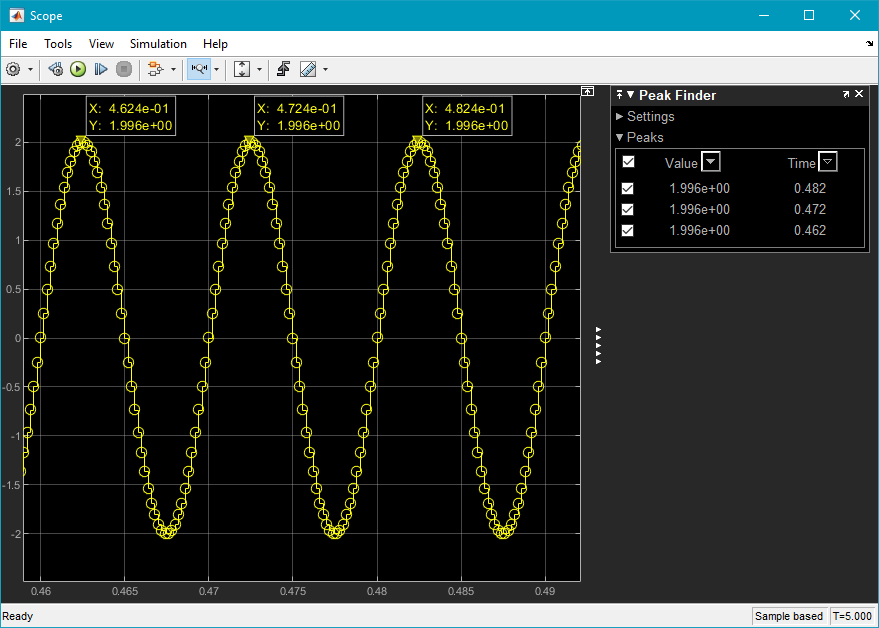 Scope
File Tools View Simulation Help
X: 4.624e-01
Y: 1.996e+00
X: 4.724e-01
Y: 1.996e+00
X: 4.824e-01
Y: 1.996e+00
2
1.5
1
0.5
0
-0.5
-1
-1.5
-2
0.46 0.465 0.47 0.475 0.48 0.485 0.49
Peak Finder
Settings
Peaks
Value Time
1.996e+00 0.482
1.996e+00 0.472
1.996e+00 0.462
Ready Sample based T=5.000